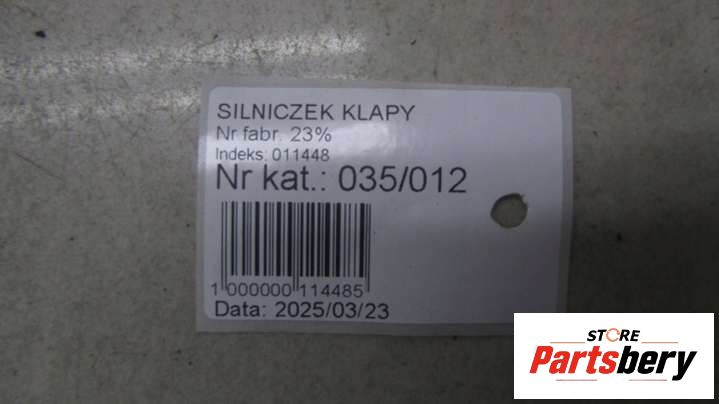 SILNICZEK KLAPY
Nr fabr. 23%
Indeks: 011448
Nr kat.: 035/012
1 000000 114485
Data: 2025/03/23
STORE
Partsbery